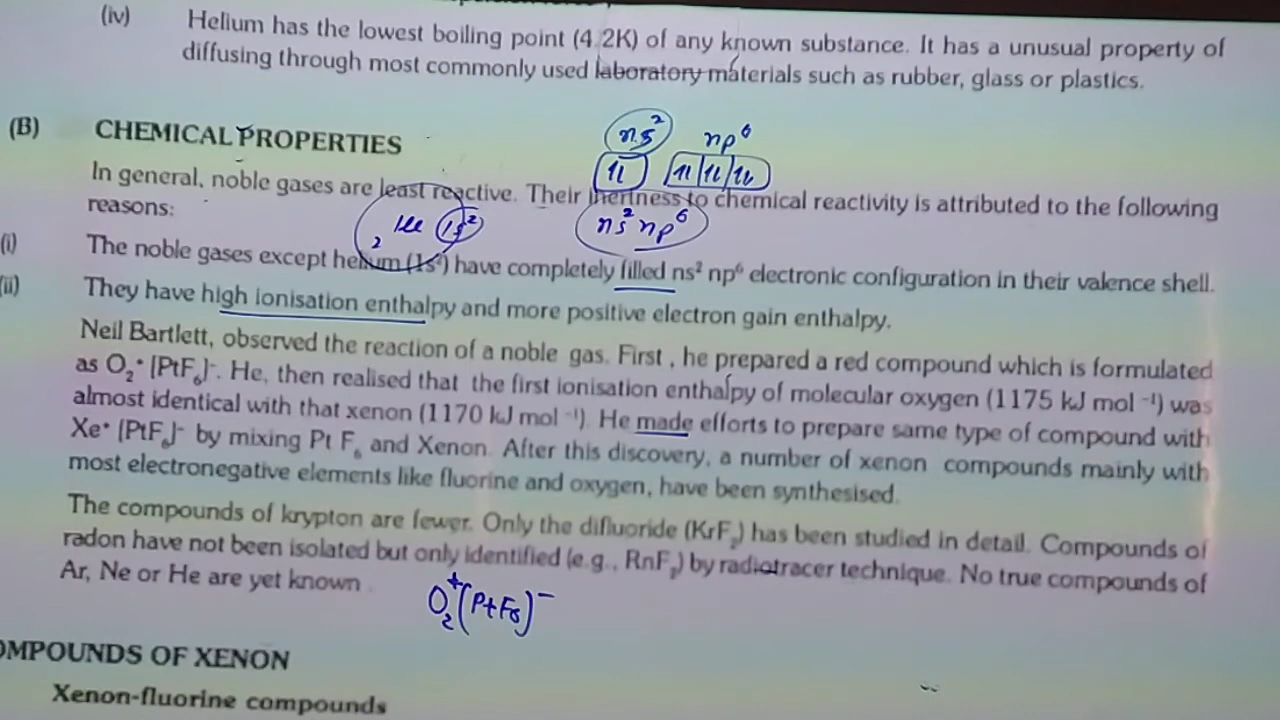 (iv) Helium has the lowest boiling point (4.2K) of any known substance. It has a unusual property of
diffusing through most commonly used laboratory materials such as rubber, glass or plastics.
ns² np⁶
(B) CHEMICAL PROPERTIES
In general, noble gases are least reactive. Their inertness to chemical reactivity is attributed to the following
reasons:
₂He 1s² ns² np⁶
(i) The noble gases except helium (1s²) have completely filled ns² np⁶ electronic configuration in their valence shell.
(ii) They have high ionisation enthalpy and more positive electron gain enthalpy.
Neil Bartlett, observed the reaction of a noble gas. First , he prepared a red compound which is formulated
as O₂⁺ [PtF₆]⁻. He, then realised that the first ionisation enthalpy of molecular oxygen (1175 kJ mol ⁻¹) was
almost identical with that xenon (1170 kJ mol ⁻¹). He made efforts to prepare same type of compound with
Xe⁺ [PtF₆]⁻ by mixing Pt F₆ and Xenon. After this discovery, a number of xenon compounds mainly with
most electronegative elements like fluorine and oxygen, have been synthesised.
The compounds of krypton are fewer. Only the difluoride (KrF₂) has been studied in detail. Compounds of
radon have not been isolated but only identified (e.g., RnF₂) by radiotracer technique. No true compounds of
Ar, Ne or He are yet known .
O₂⁺(PtF₆)⁻
OMPOUNDS OF XENON
Xenon-fluorine compounds